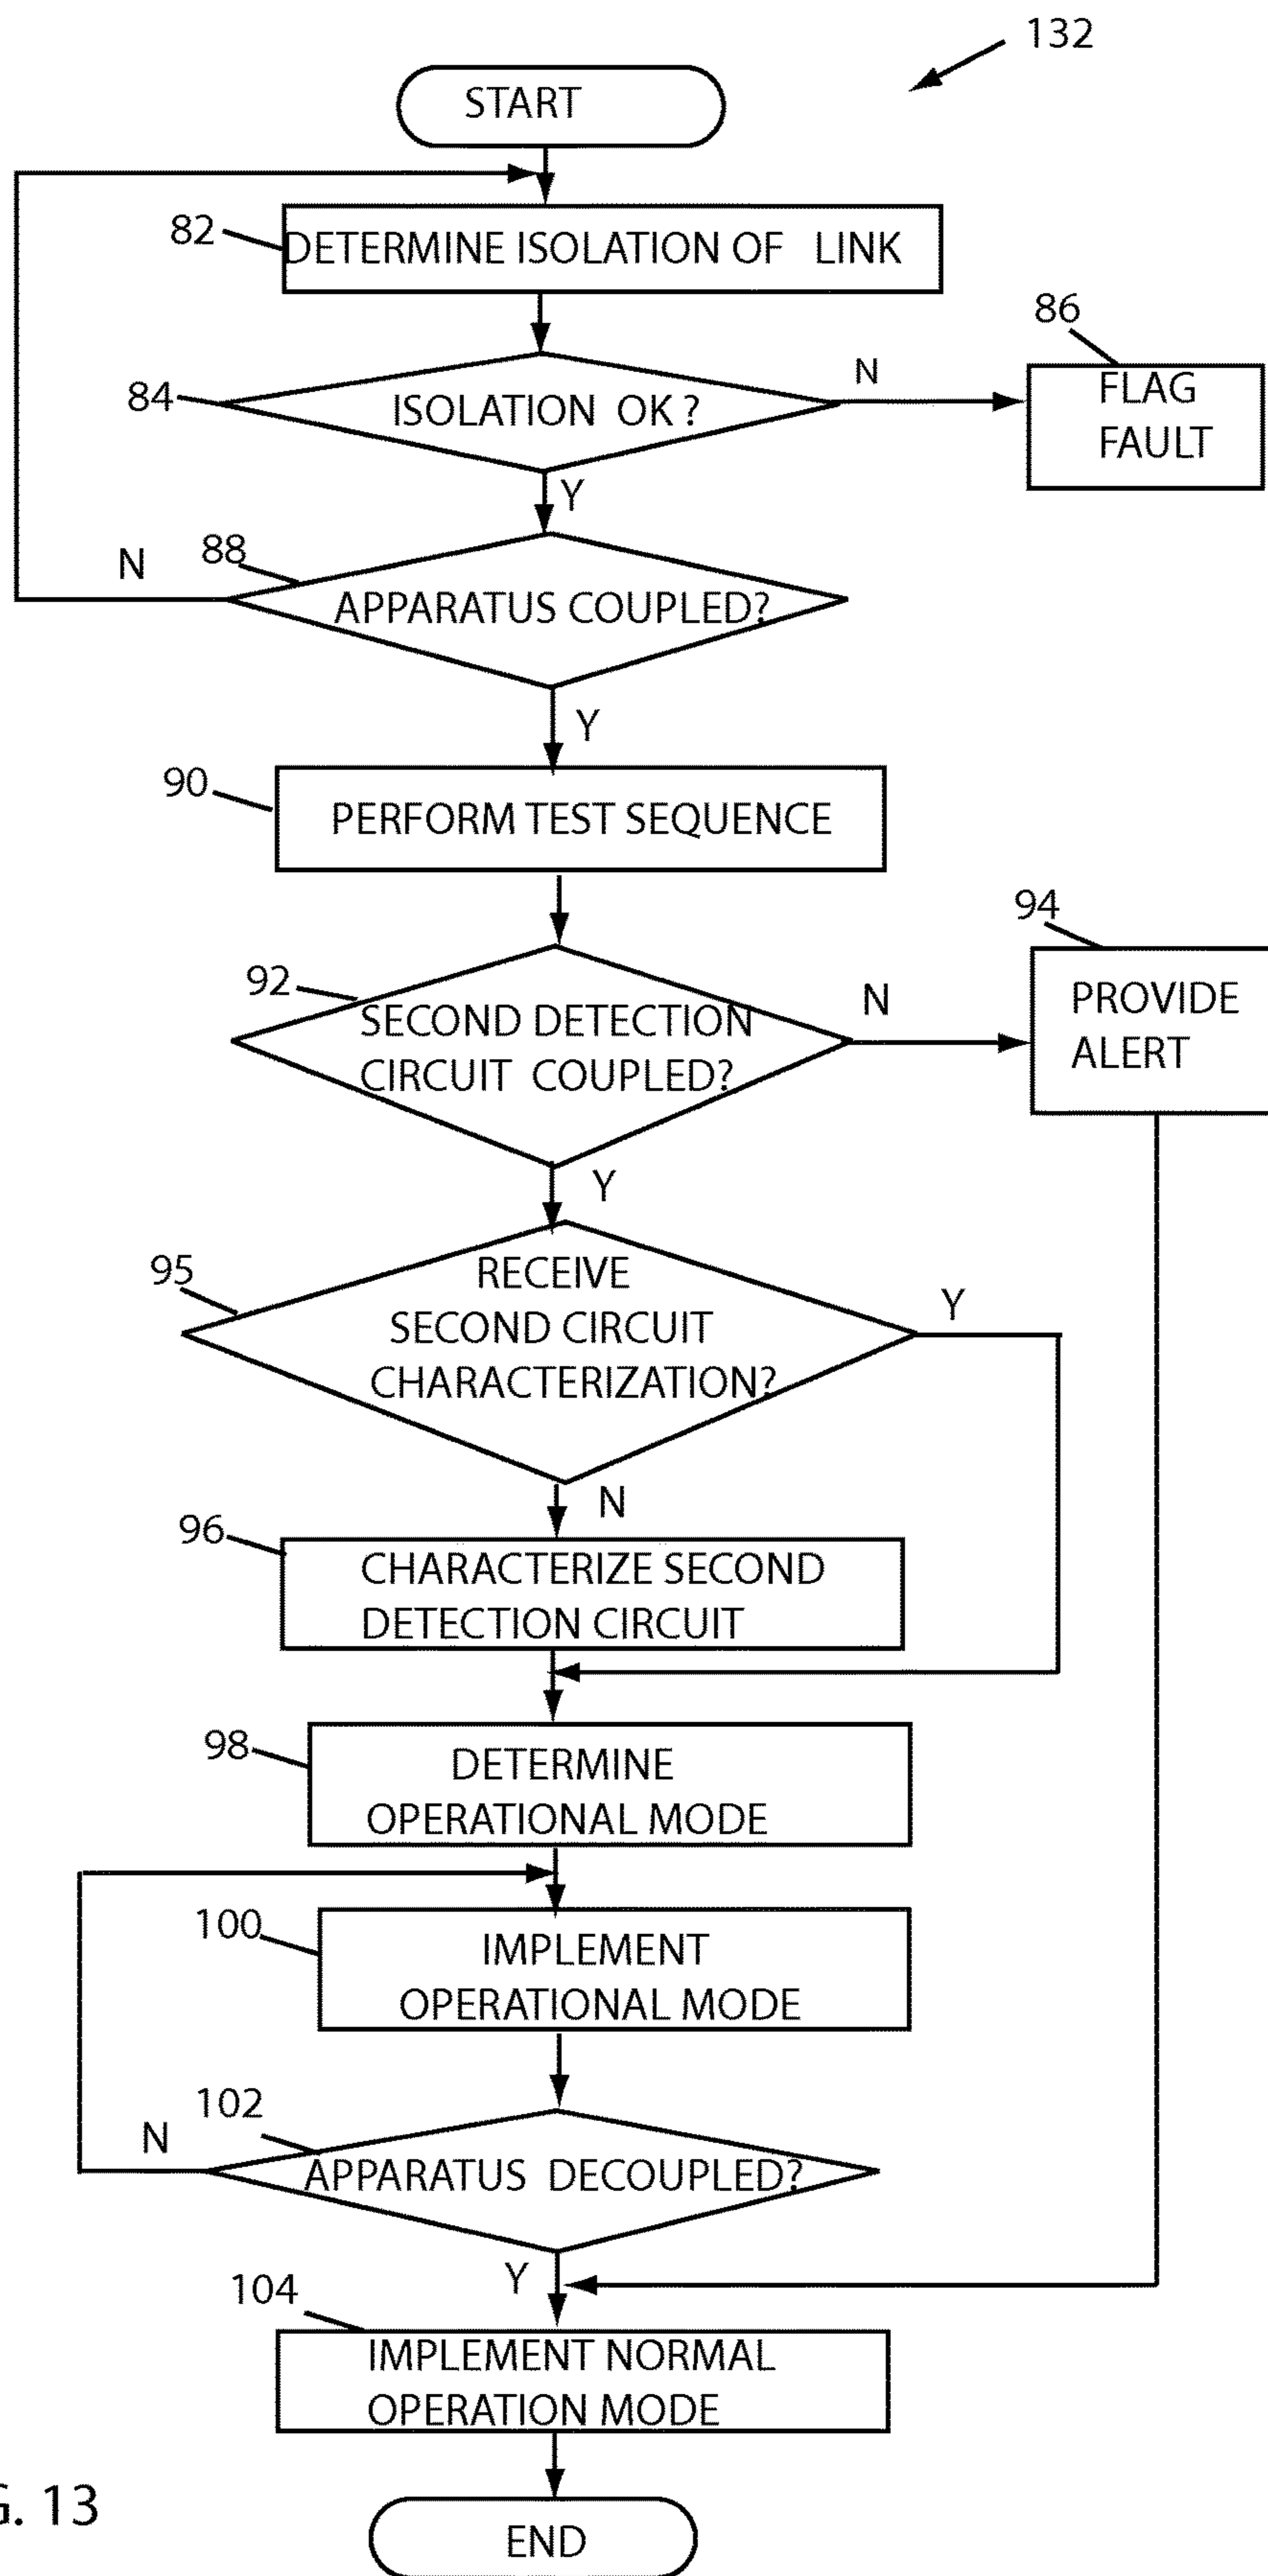 132
START
82
DETERMINE ISOLATION OF LINK
86
FLAG
FAULT
84
ISOLATION OK ?
N
Y
88
N
APPARATUS COUPLED?
Y
90
PERFORM TEST SEQUENCE
94
PROVIDE
ALERT
92
SECOND DETECTION
CIRCUIT COUPLED?
N
Y
95
RECEIVE
SECOND CIRCUIT
CHARACTERIZATION?
Y
N
96
CHARACTERIZE SECOND
DETECTION CIRCUIT
98
DETERMINE
OPERATIONAL MODE
100
IMPLEMENT
OPERATIONAL MODE
102
N
APPARATUS DECOUPLED?
Y
104
IMPLEMENT NORMAL
OPERATION MODE
G. 13
END